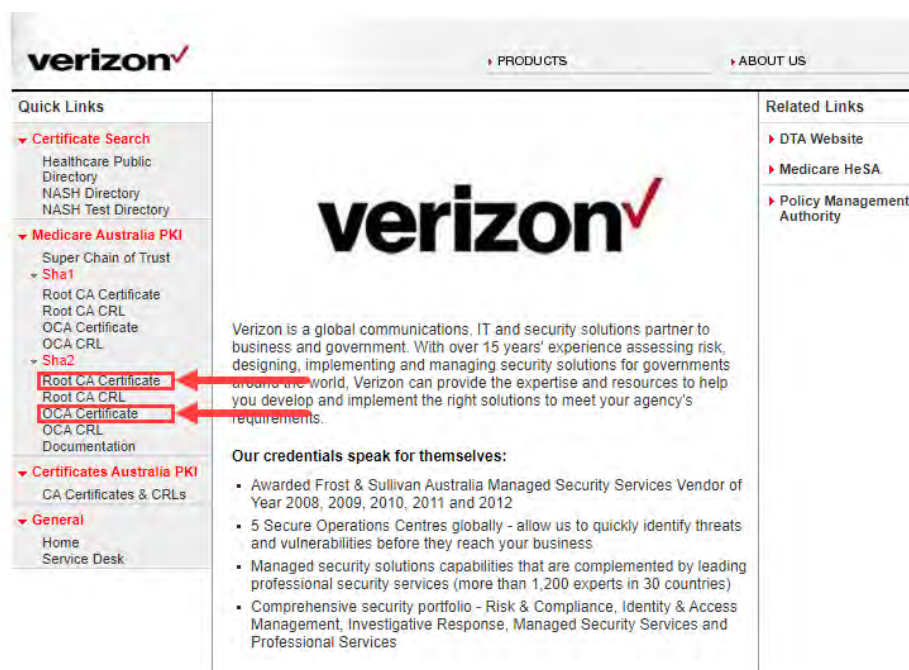 verizon
PRODUCTS
ABOUT US
Quick Links
Certificate Search
Healthcare Public
Directory
NASH Directory
NASH Test Directory
Medicare Australia PKI
Super Chain of Trust
Sha1
Root CA Certificate
Root CA CRL
OCA Certificate
OCA CRL
Sha2
Root CA Certificate
Root CA CRL
OCA Certificate
OCA CRL
Documentation
Certificates Australia PKI
CA Certificates & CRLs
General
Home
Service Desk
verizon
Verizon is a global communications, IT and security solutions partner to
business and government. With over 15 years' experience assessing risk,
designing, implementing and managing security solutions for governments
around the world, Verizon can provide the expertise and resources to help
you develop and implement the right solutions to meet your agency's
requirements.
Our credentials speak for themselves:
▪ Awarded Frost & Sullivan Australia Managed Security Services Vendor of
Year 2008, 2009, 2010, 2011 and 2012
▪ 5 Secure Operations Centres globally - allow us to quickly identify threats
and vulnerabilities before they reach your business
▪ Managed security solutions capabilities that are complemented by leading
professional security services (more than 1,200 experts in 30 countries)
▪ Comprehensive security portfolio - Risk & Compliance, Identity & Access
Management, Investigative Response, Managed Security Services and
Professional Services
Related Links
DTA Website
Medicare HeSA
Policy Management
Authority